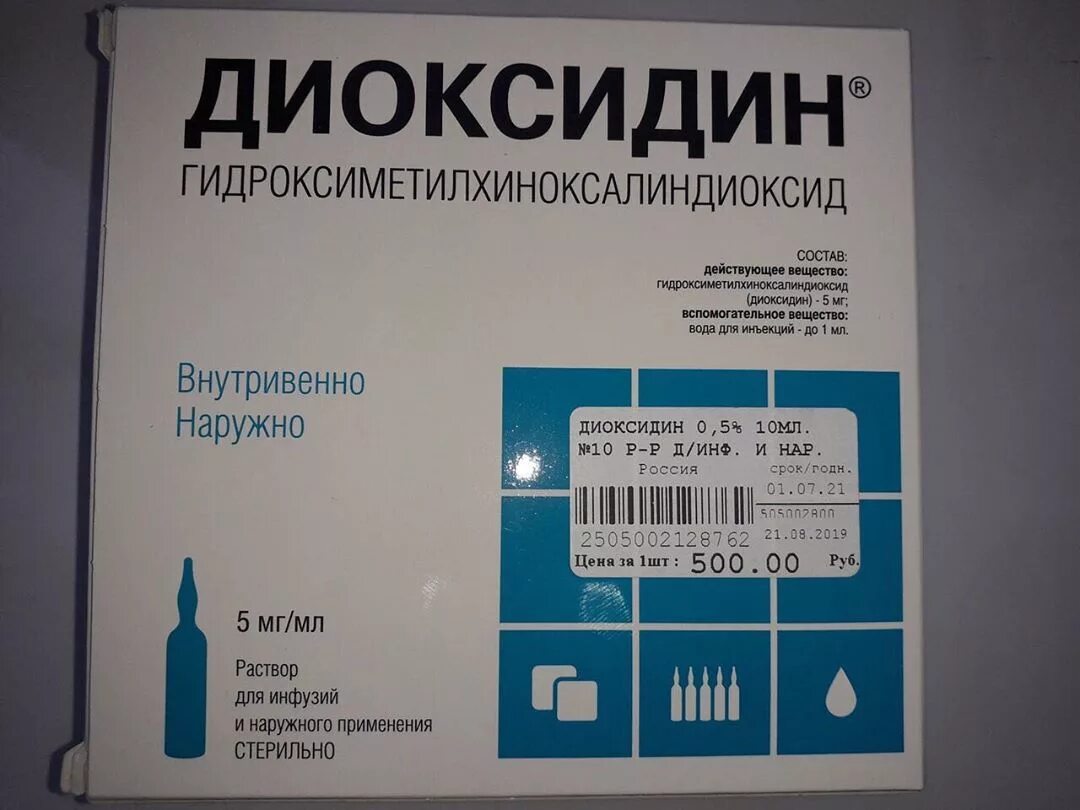 ДИОКСИДИН®
ГИДРОКСИМЕТИЛХИНОКСАЛИНДИОКСИД
СОСТАВ:
действующее вещество:
гидроксиметилхиноксалиндиоксид
(диоксидин) - 5 мг;
вспомогательное вещество:
вода для инъекций - до 1 мл.
Внутривенно
Наружно
ДИОКСИДИН 0,5% 10МЛ.
№10 Р-Р Д/ИНФ. И НАР.
Россия
срок/годн.
01.07.21
505002800
2505002128762
21.08.2019
Цена за 1шт : 500.00 Руб.
5 мг/мл
Раствор
для инфузий
и наружного применения
СТЕРИЛЬНО